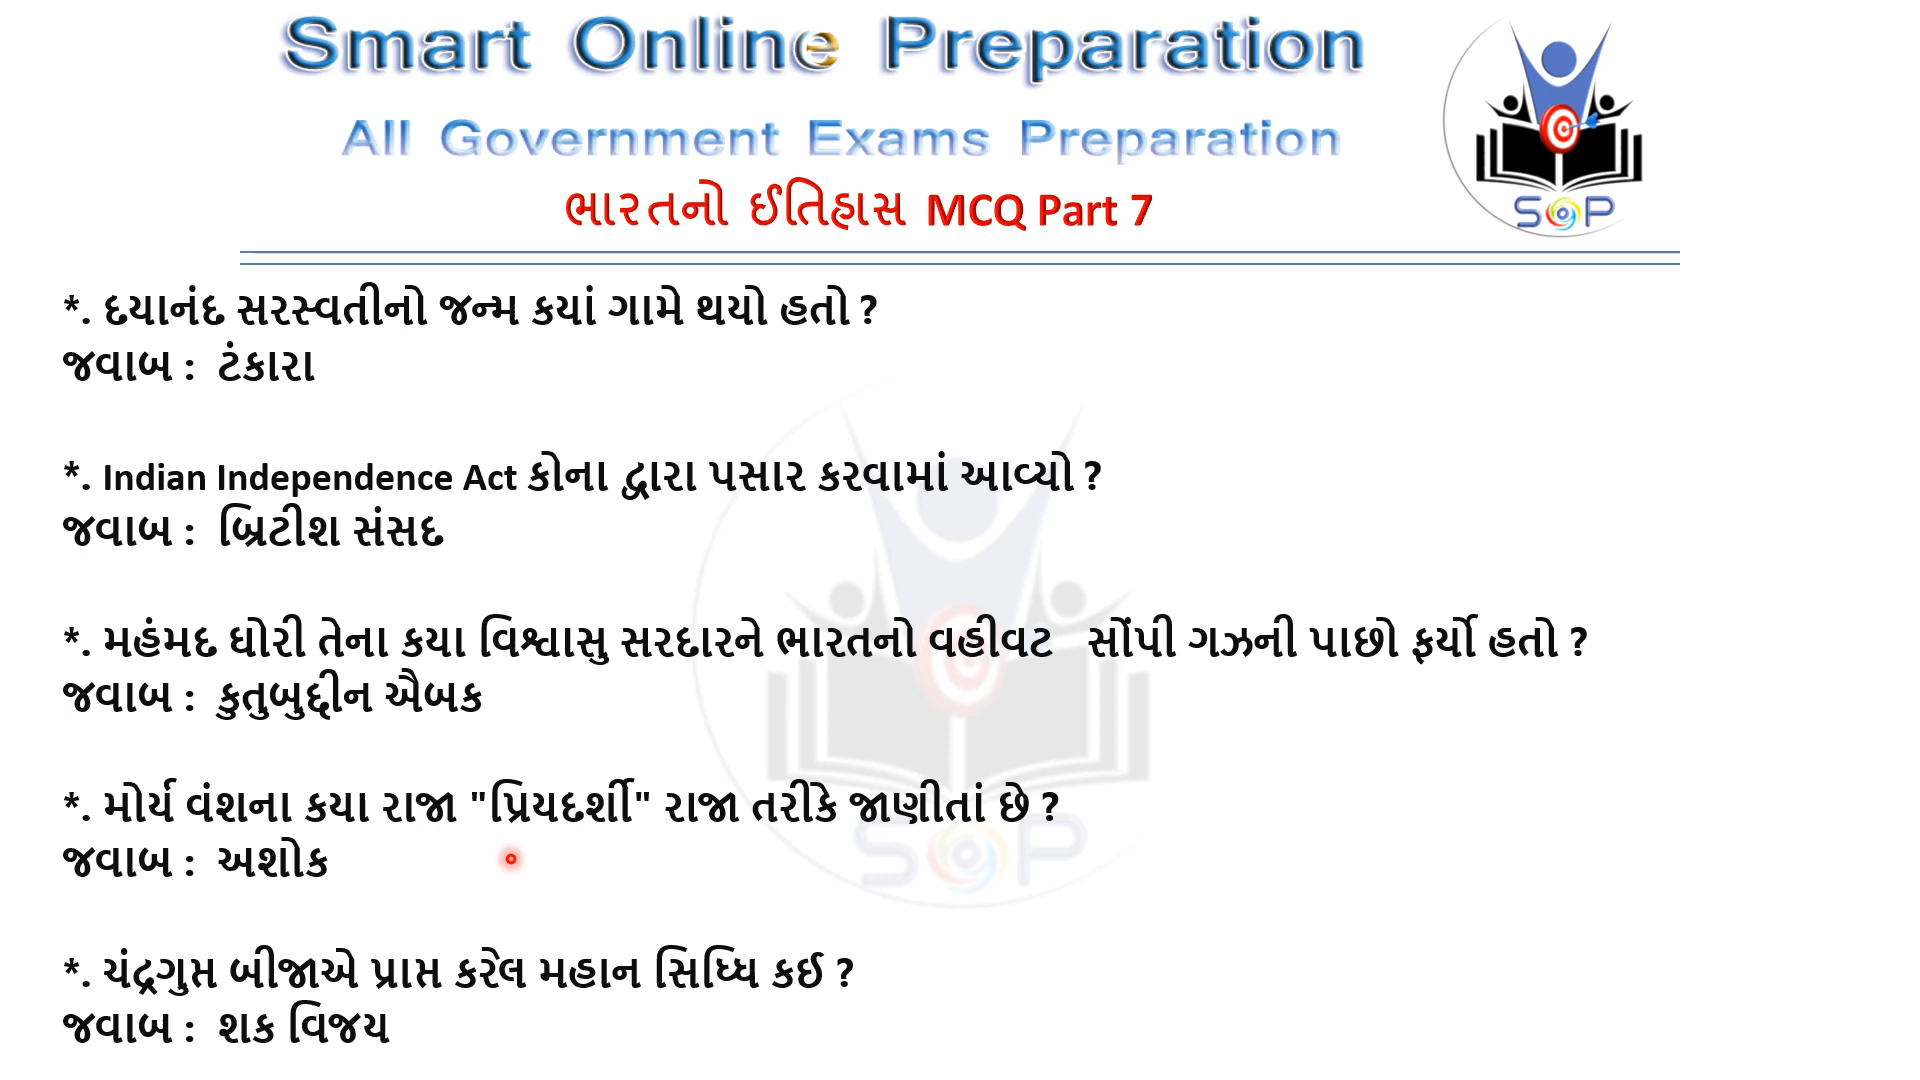 Smart Online Preparation
All Government Exams Preparation
ભારતનો ઈતિહાસ MCQ Part 7
SOP
*. દયાનંદ સરસ્વતીનો જન્મ કયાં ગામે થયો હતો ?
જવાબ :  ટંકારા
*. Indian Independence Act કોના દ્વારા પસાર કરવામાં આવ્યો ?
જવાબ :  બ્રિટીશ સંસદ
*. મહંમદ ઘોરી તેના કયા વિશ્વાસુ સરદારને ભારતનો વહીવટ   સોંપી ગઝની પાછો ફર્યો હતો ?
જવાબ :  કુતુબુદ્દીન ઐબક
*. મોર્ય વંશના કયા રાજા "પ્રિયદર્શી" રાજા તરીકે જાણીતાં છે ?
જવાબ :  અશોક
SOP
*. ચંદ્રગુપ્ત બીજાએ પ્રાપ્ત કરેલ મહાન સિધ્ધિ કઈ ?
જવાબ :  શક વિજય